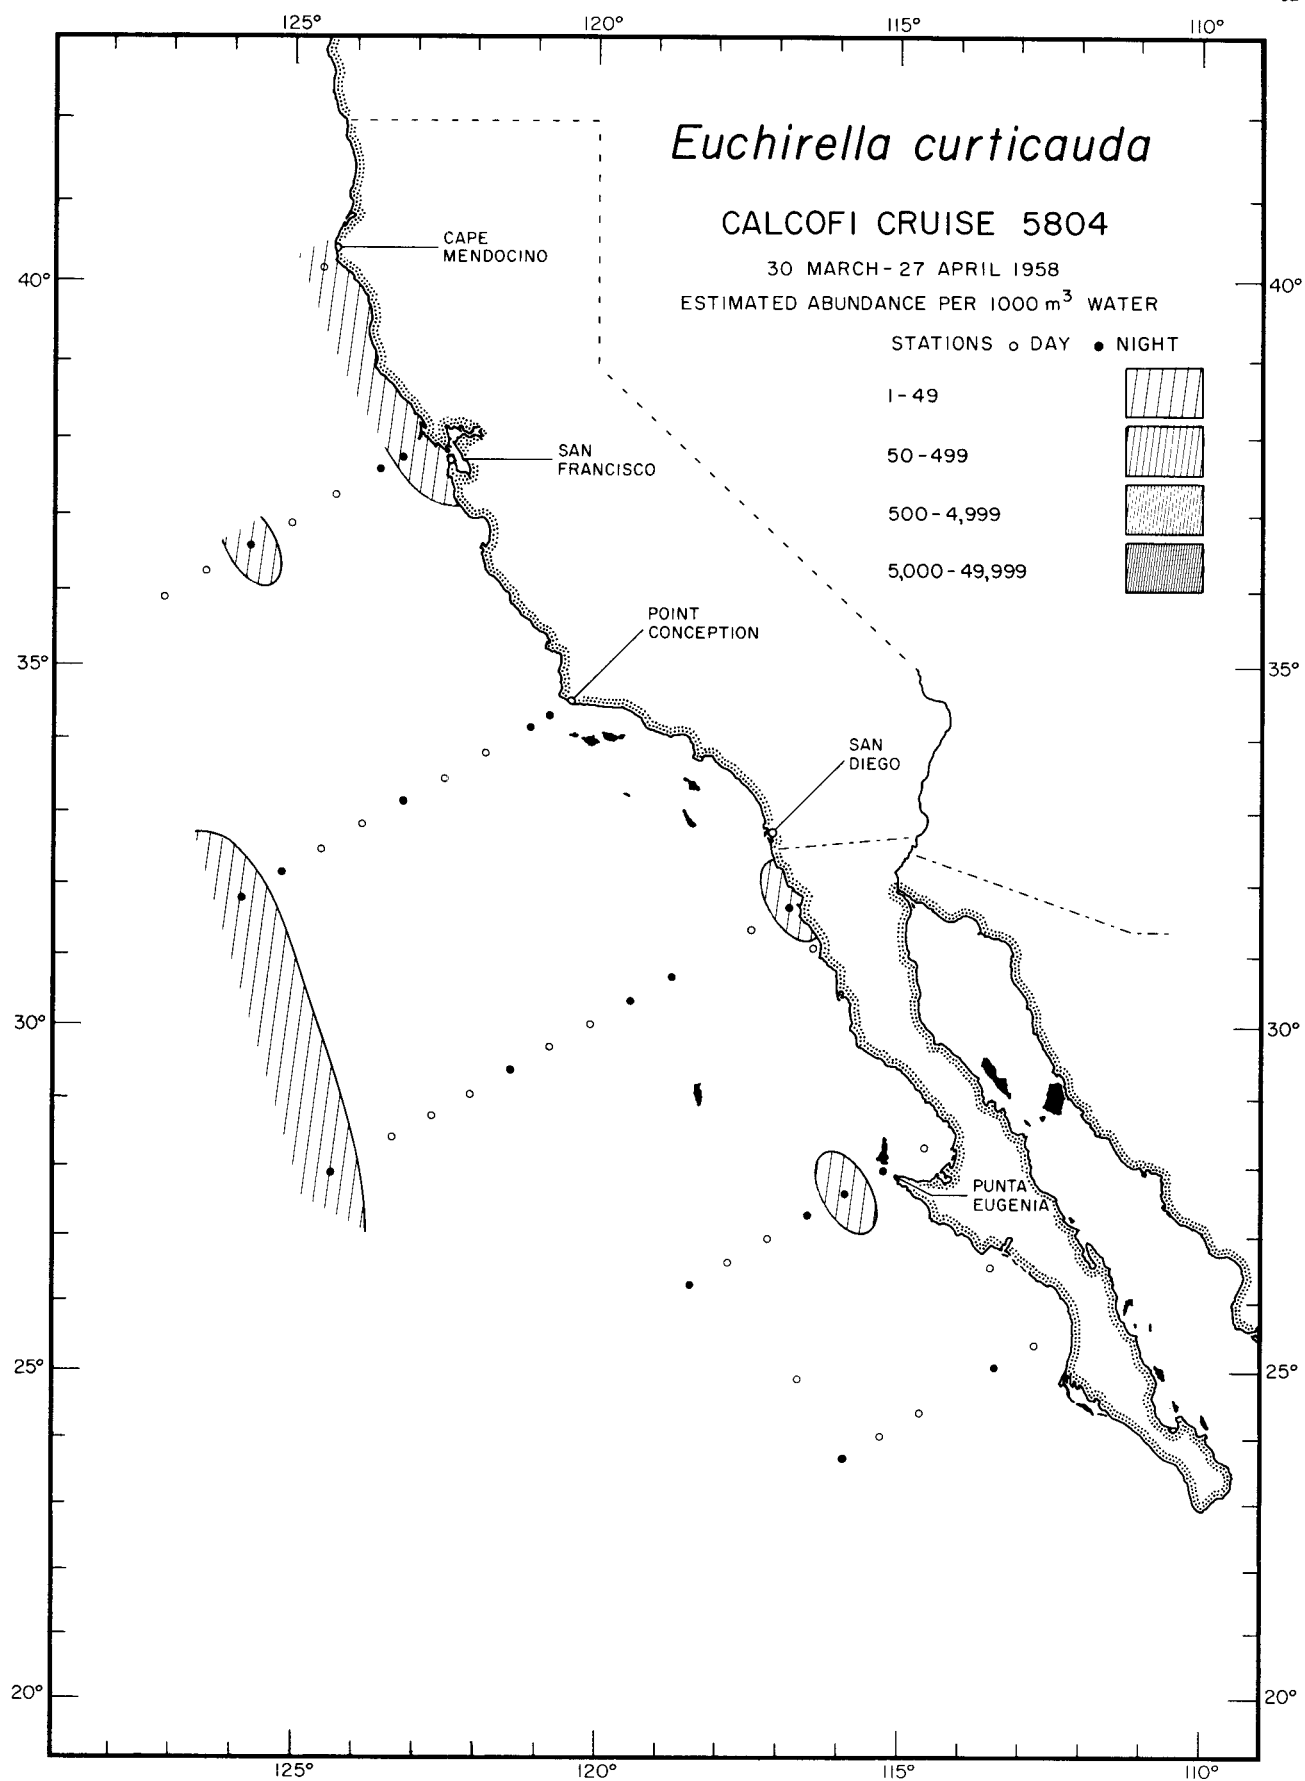 125° 120° 115° 110°
Euchirella curticauda
CALCOFI CRUISE 5804
30 MARCH - 27 APRIL 1958
ESTIMATED ABUNDANCE PER 1000 m³ WATER
STATIONS ○ DAY ● NIGHT
1-49
50-499
500-4,999
5,000-49,999
CAPE
MENDOCINO
40° 40°
SAN
FRANCISCO
POINT
CONCEPTION
35° 35°
SAN
DIEGO
30° 30°
PUNTA
EUGENIA
25° 25°
20° 20°
125° 120° 115° 110°